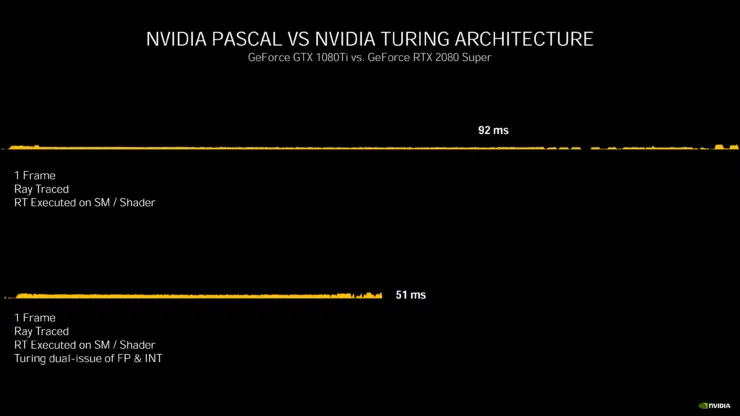 NVIDIA PASCAL VS NVIDIA TURING ARCHITECTURE
GeForce GTX 1080Ti vs. GeForce RTX 2080 Super
92 ms
1 Frame
Ray Traced
RT Executed on SM / Shader
51 ms
1 Frame
Ray Traced
RT Executed on SM / Shader
Turing dual-issue of FP & INT
NVIDIA